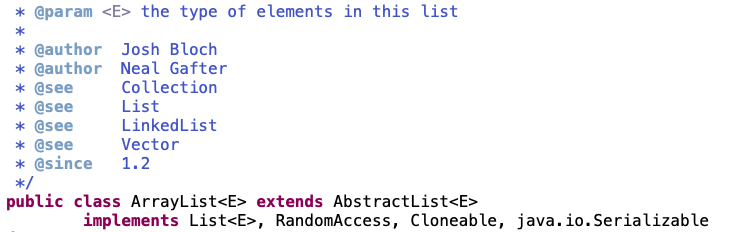 * @param <E> the type of elements in this list
*
* @author  Josh Bloch
* @author  Neal Gafter
* @see     Collection
* @see     List
* @see     LinkedList
* @see     Vector
* @since   1.2
*/
public class ArrayList<E> extends AbstractList<E>
        implements List<E>, RandomAccess, Cloneable, java.io.Serializable